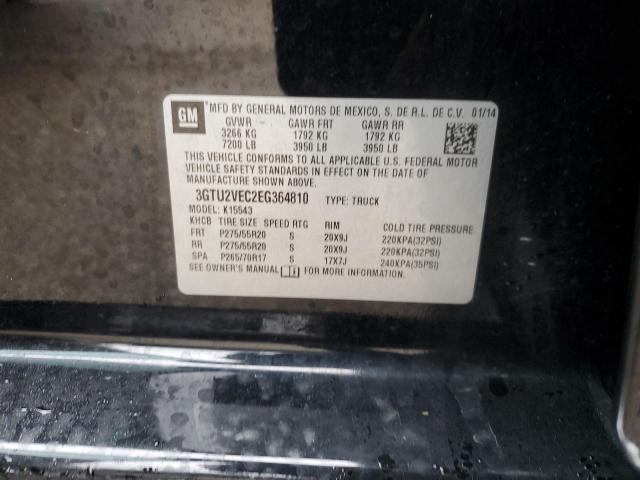 GM
*MFD BY GENERAL MOTORS DE MEXICO, S. DE R.L. DE C.V. 01/14
GVWR GAWR FRT GAWR RR
3266 KG 1792 KG 1792 KG
7200 LB 3950 LB 3950 LB
THIS VEHICLE CONFORMS TO ALL APPLICABLE U.S. FEDERAL MOTOR
VEHICLE SAFETY STANDARDS IN EFFECT ON THE DATE OF
MANUFACTURE SHOWN ABOVE.
3GTU2VEC2EG364810 TYPE: TRUCK
MODEL: K15543
KHCB TIRE SIZE SPEED RTG RIM COLD TIRE PRESSURE
FRT P275/55R20 S 20X9J 220KPA(32PSI)
RR P275/55R20 S 20X9J 220KPA(32PSI)
SPA P265/70R17 S 17X7J 240KPA(35PSI)
SEE OWNER'S MANUAL FOR MORE INFORMATION.